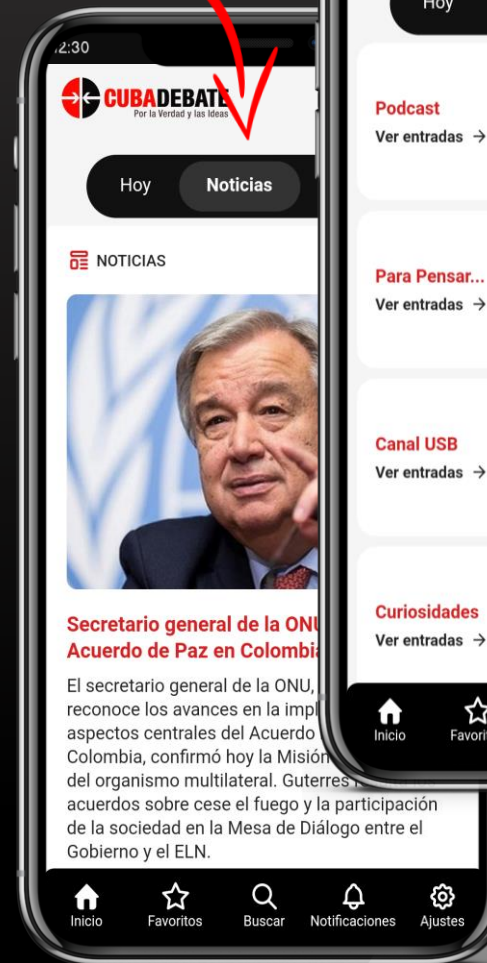 2:30
CUBADEBATE
Por la Verdad y las Ideas
Hoy
Noticias
NOTICIAS
Secretario general de la ONU
Acuerdo de Paz en Colombia
El secretario general de la ONU,
reconoce los avances en la
aspectos centrales del Acuerdo
Colombia, confirmó hoy la Misión
del organismo multilateral. Guterres
acuerdos sobre cese el fuego y la participación
de la sociedad en la Mesa de Diálogo entre el
Gobierno y el ELN.
Inicio
Favoritos
Buscar
Notificaciones
Ajustes
Hoy
Podcast
Ver entradas →
Para Pensar...
Ver entradas →
Canal USB
Ver entradas →
Curiosidades
Ver entradas →
Inicio